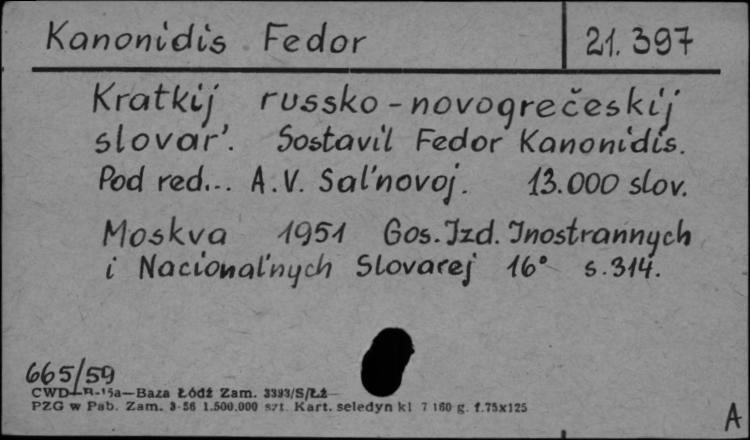 Kanonidis Fedor 21.397
Kratkij russko-novogrečeskij
slovar'. Sostavil Fedor Kanonidis.
Pod red... A.V. Sal'novoj. 13.000 slov.
Moskva 1951 Gos. Izd. Inostrannych
i Nacional'nych Slovarej 16° s. 314.
665/59
CWD—B-15a—Baza Łódź Zam. 3393/S/Łź
PZG w Pab. Zam. 3-56 1.500.000 szt. Kart. seledyn kl 7 160 g. f.75x125
A